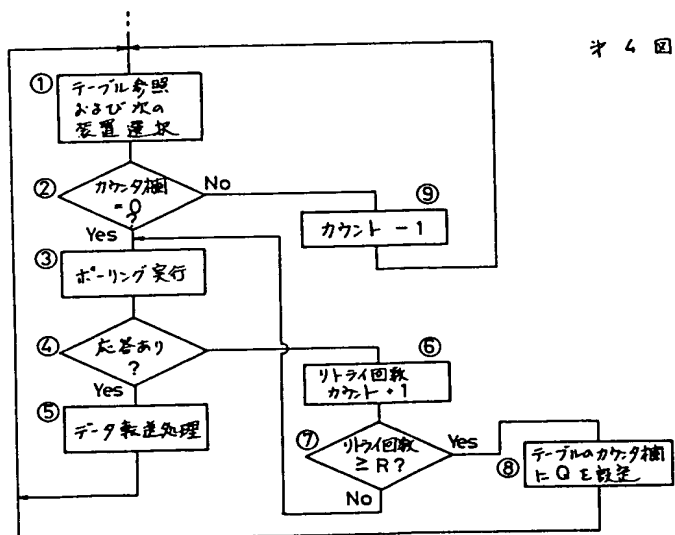 第4図
①
テーブル参照
および次の
装置選択
②
カウンタ欄
=0
?
No
Yes
⑨
カウント-1
③
ポーリング実行
④
応答あり
?
Yes
⑤
データ転送処理
⑥
リトライ回数
カウント+1
⑦
リトライ回数
≥R?
Yes
No
⑧
テーブルのカウンタ欄
にQを設定